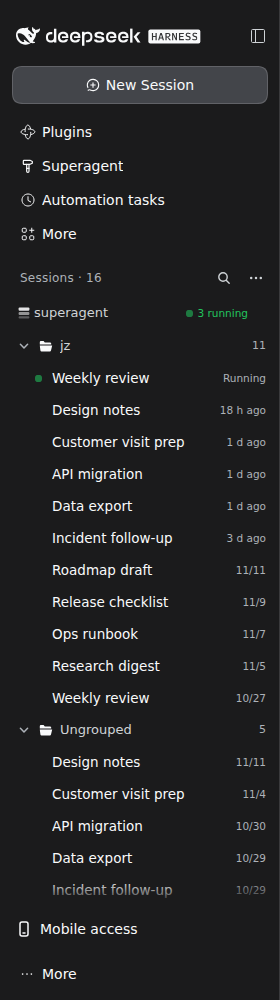 deepseek HARNESS
New Session
Plugins
Superagent
Automation tasks
More
Sessions · 16
superagent 3 running
jz 11
Weekly review Running
Design notes 18 h ago
Customer visit prep 1 d ago
API migration 1 d ago
Data export 1 d ago
Incident follow-up 3 d ago
Roadmap draft 11/11
Release checklist 11/9
Ops runbook 11/7
Research digest 11/5
Weekly review 10/27
Ungrouped 5
Design notes 11/11
Customer visit prep 11/4
API migration 10/30
Data export 10/29
Incident follow-up 10/29
Mobile access
More